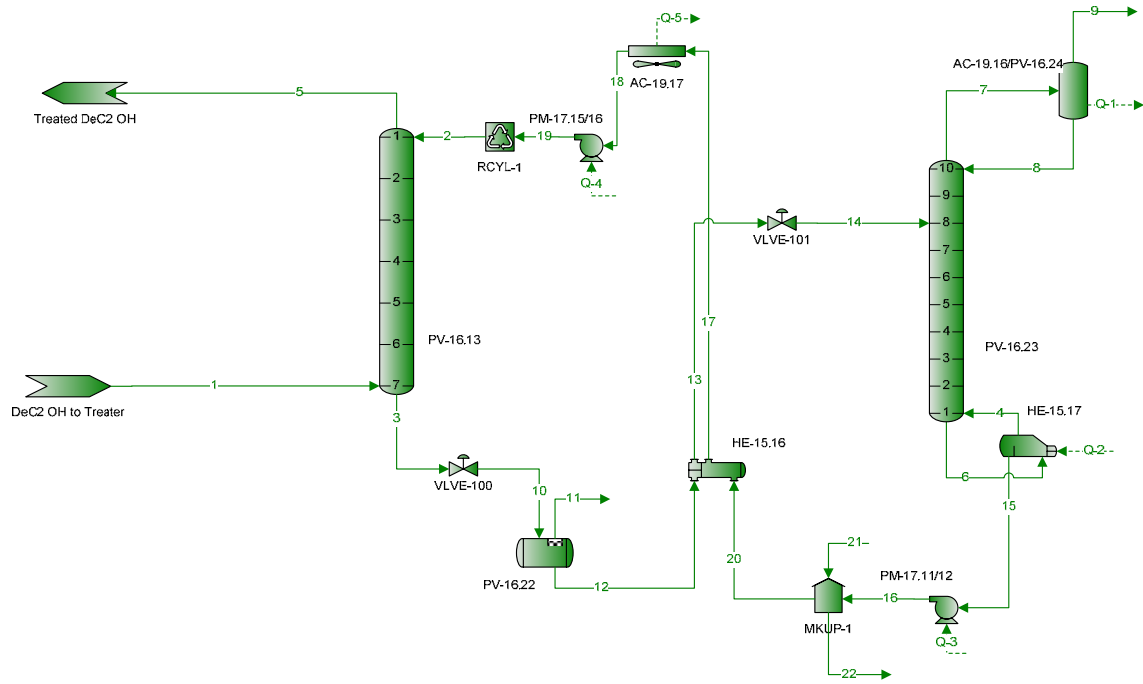 Q-5
9
AC-19.17
AC-19.16/PV-16.24
18
7
5
Q-1
Treated DeC2 OH
PM-17.15/16
1
2
19
8
10
RCYL-1
2
Q-4
9
3
14
8
VLVE-101
7
4
6
5
5
17
4
PV-16.13
6
PV-16.23
3
1
7
13
2
DeC2 OH to Treater
3
1
4
HE-15.17
HE-15.16
Q-2
VLVE-100
6
10
11
15
20
21
PM-17.11/12
PV-16.22
12
16
MKUP-1
Q-3
22